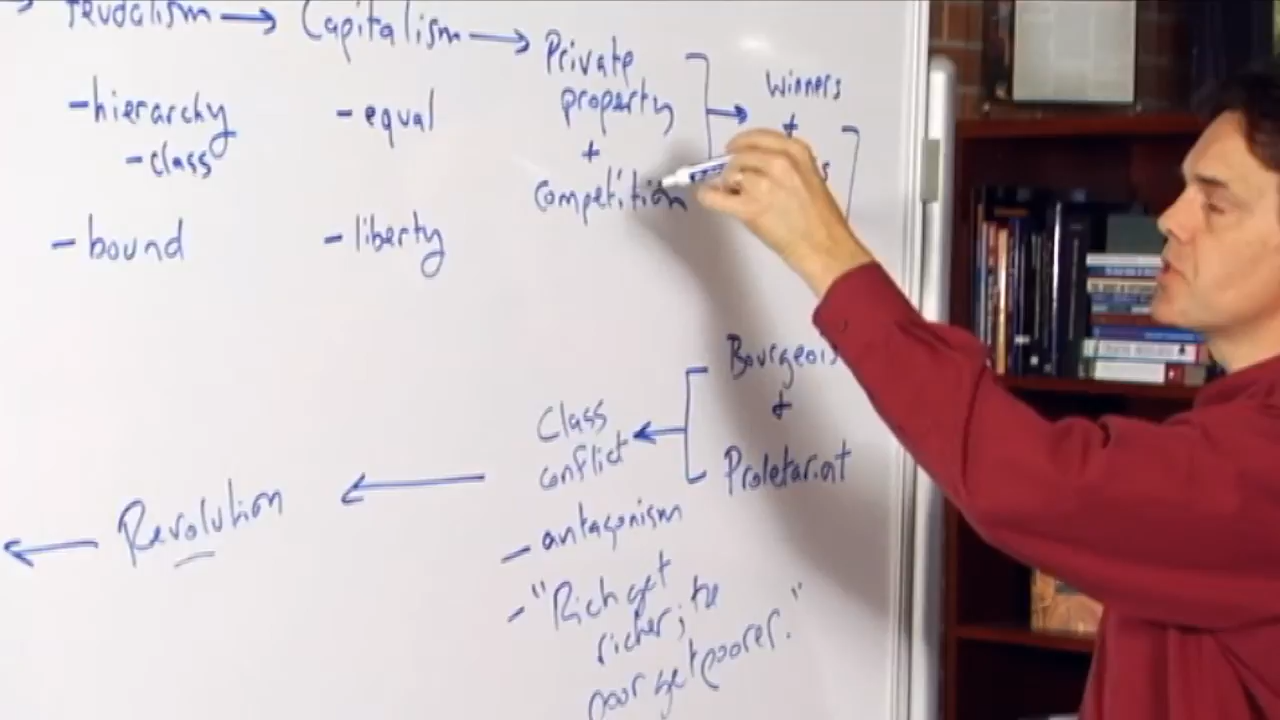 feudalism → Capitalism → Private
property
+
competition
Winners
+
- hierarchy
- class
- equal
- bound
- liberty
Bourgeois
+
Proletariat
Class
conflict
- antagonism
- "Rich get
richer; the
poor get poorer."
Revolution